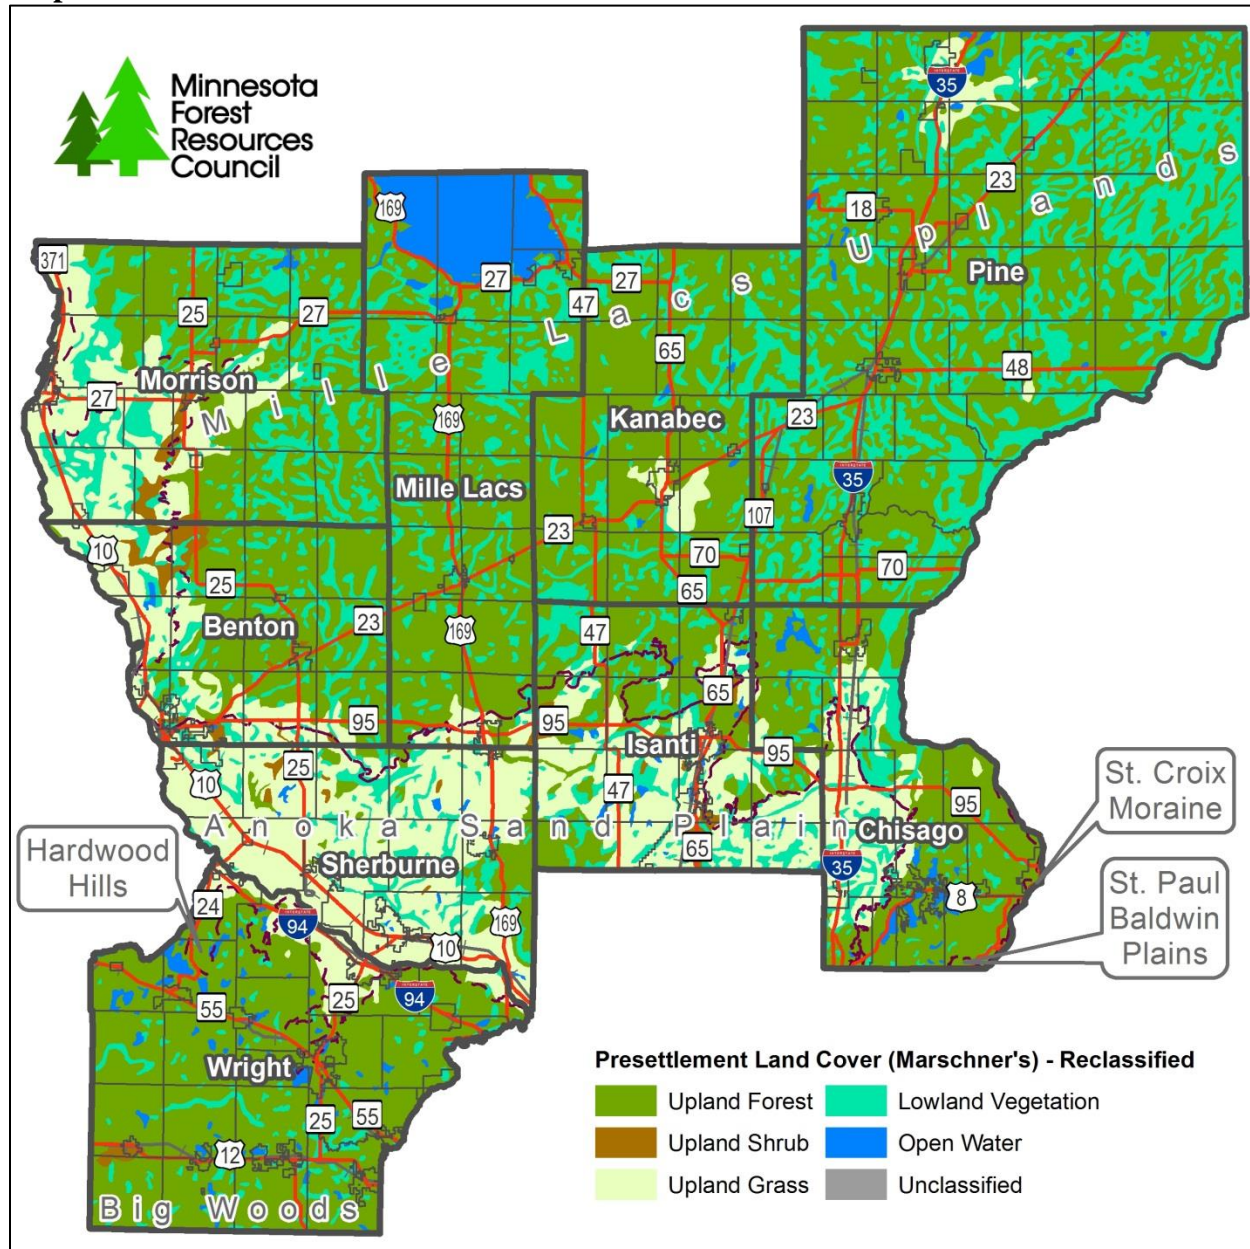 Minnesota
Forest
Resources
Council
INTERSTATE
35
169
23
18
Uplands
371
Pine
27
27
47
25
27
Lacs
65
48
Morrison
Mille
27
169
Kanabec
23
Mille Lacs
35
107
10
23
70
70
25
65
Benton
23
169
47
65
95
95
Isanti
95
10
25
47
St. Croix
Moraine
95
Anoka Sand Plain
Chisago
Hardwood
Hills
Sherburne
65
35
St. Paul
Baldwin
Plains
8
24
INTERSTATE
94
169
10
25
INTERSTATE
94
55
Wright
Presettlement Land Cover (Marschner's) - Reclassified
Upland Forest
Lowland Vegetation
25
55
Upland Shrub
Open Water
12
Upland Grass
Unclassified
Big Woods